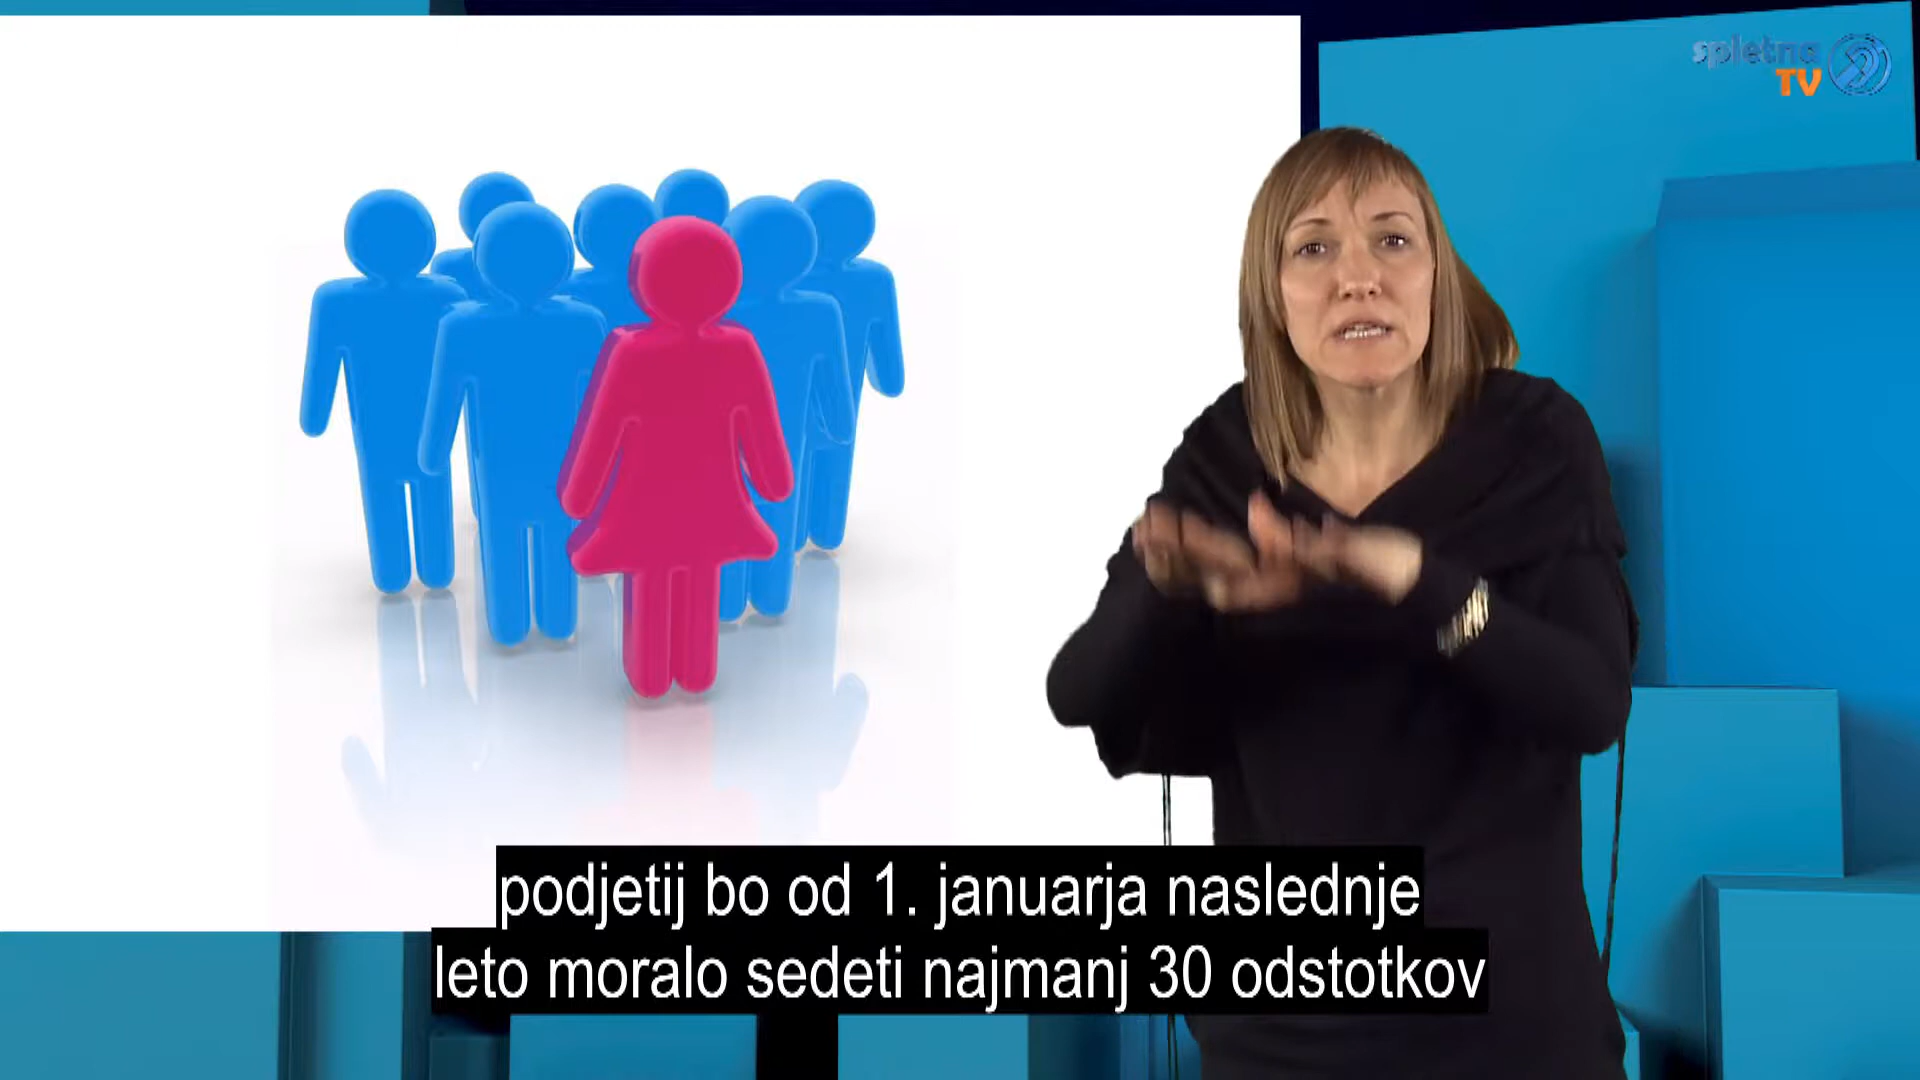 spletna
TV
podjetij bo od 1. januarja naslednje
leto moralo sedeti najmanj 30 odstotkov